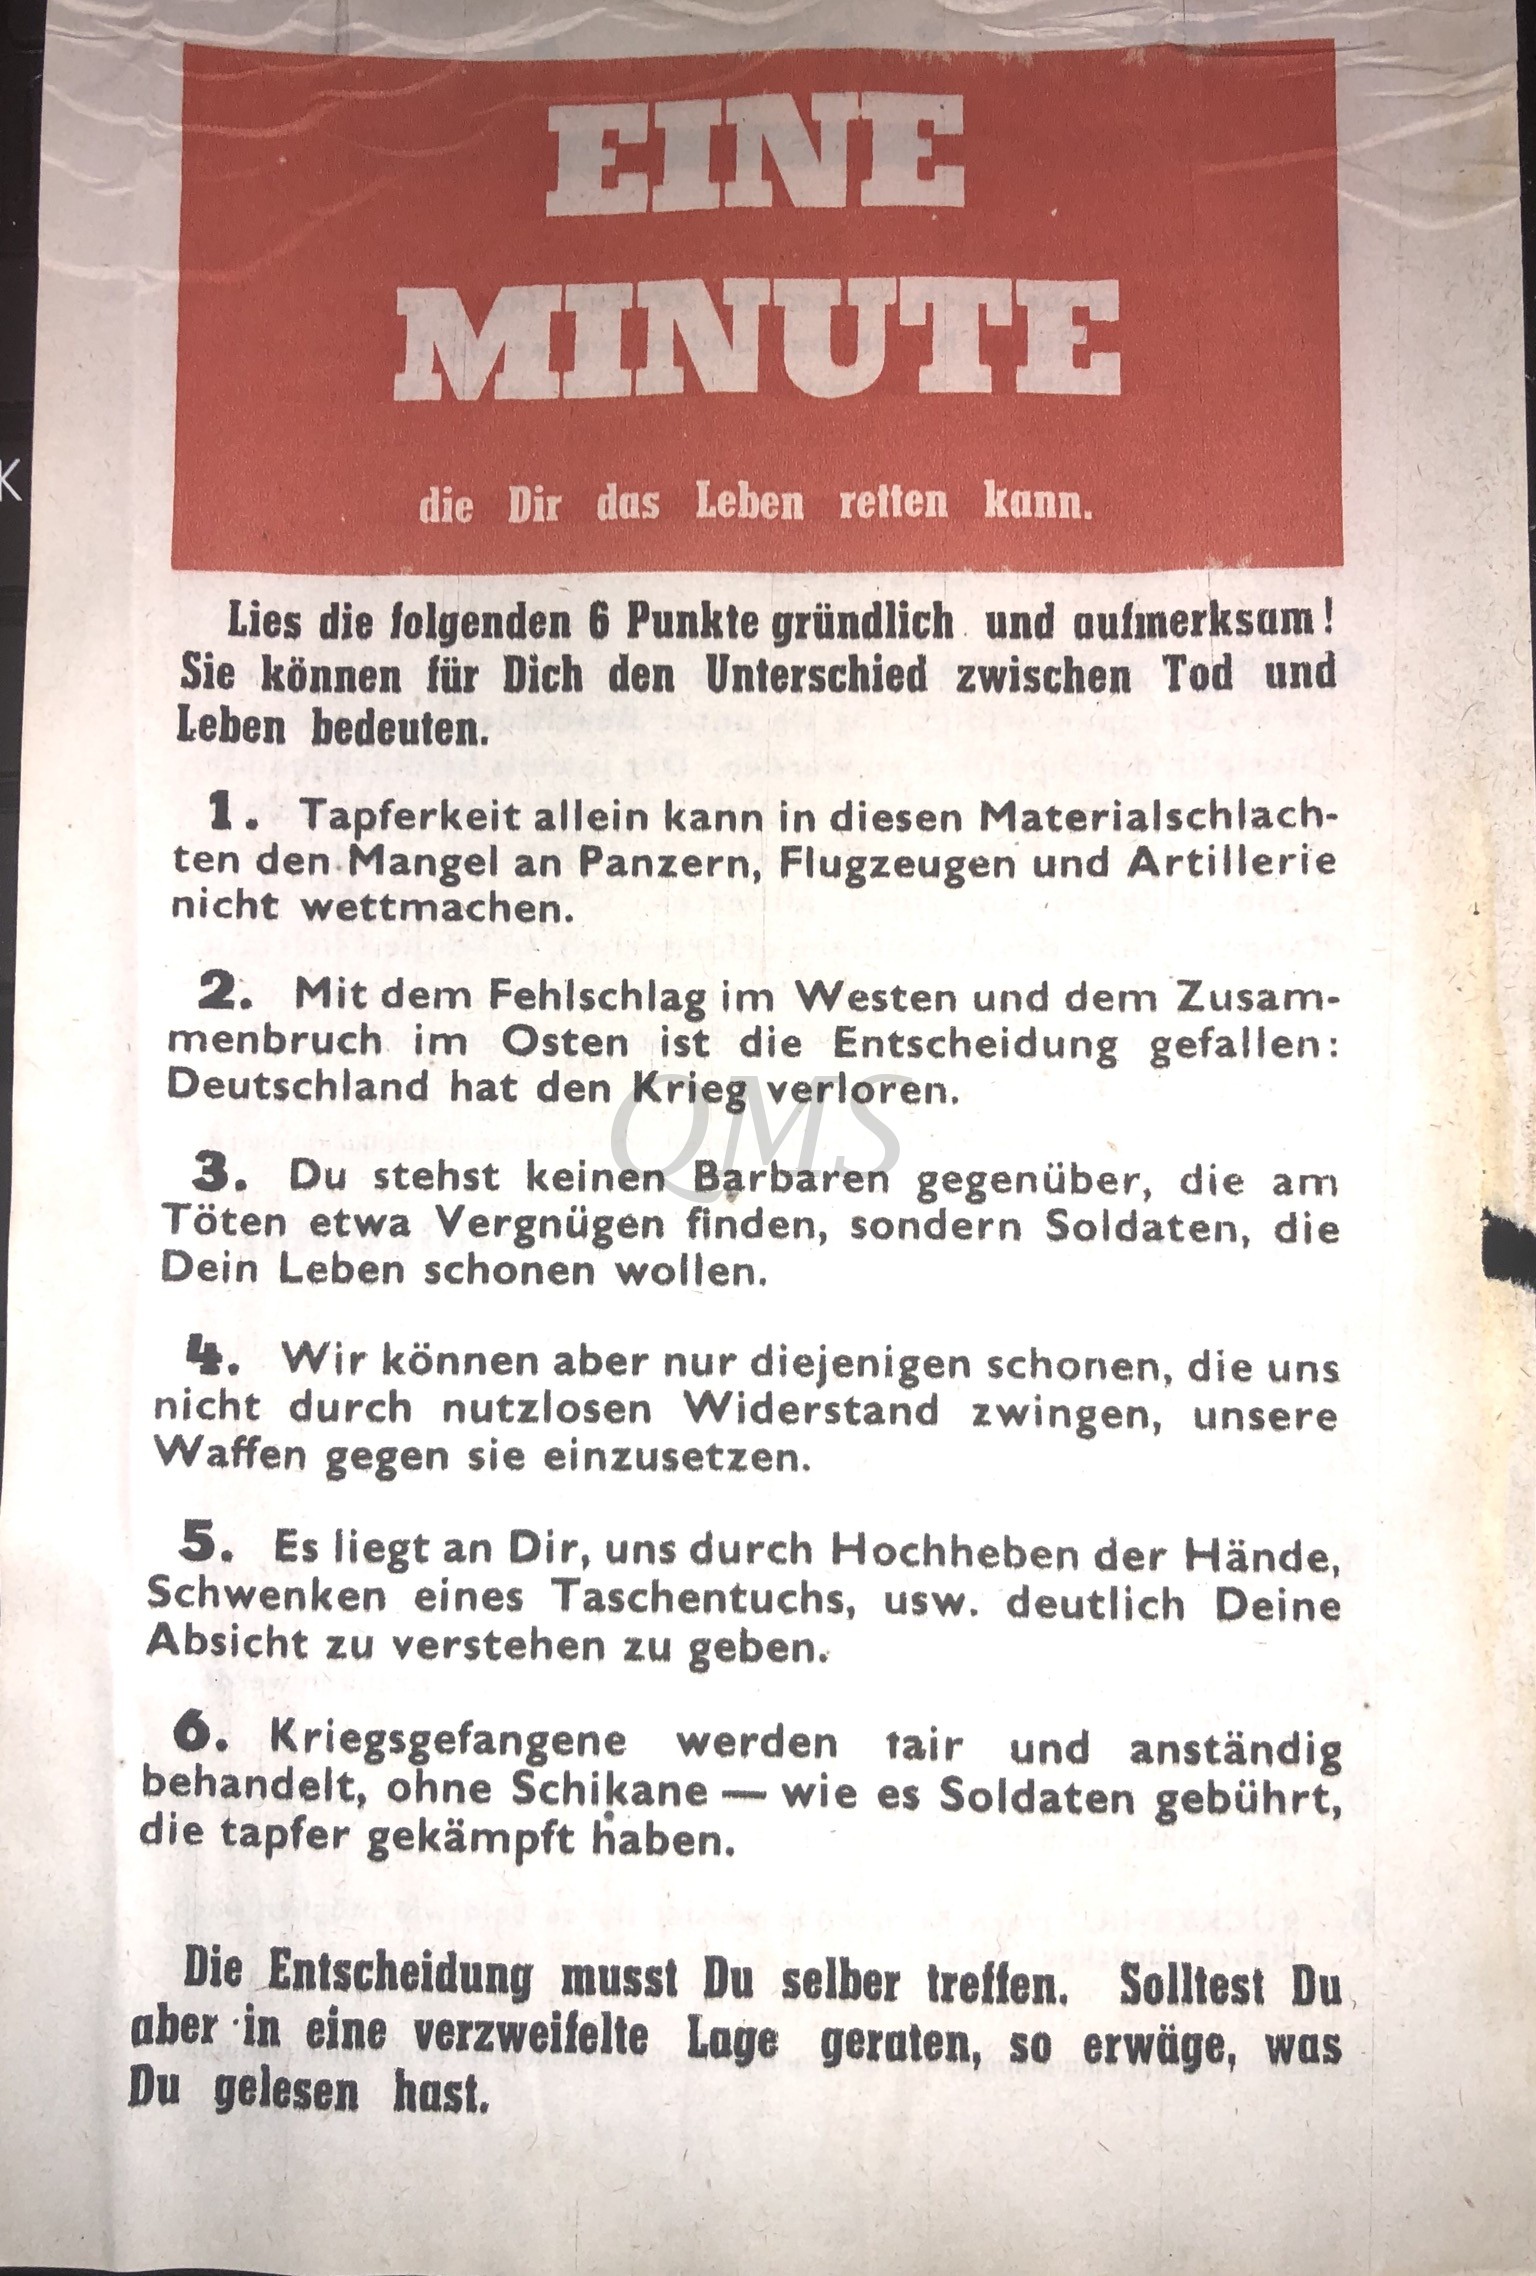 EINE
MINUTE
die Dir das Leben retten kann.
Lies die folgenden 6 Punkte gründlich und aufmerksam!
Sie können für Dich den Unterschied zwischen Tod und
Leben bedeuten.
1. Tapferkeit allein kann in diesen Materialschlach-
ten den Mangel an Panzern, Flugzeugen und Artillerie
nicht wettmachen.
2. Mit dem Fehlschlag im Westen und dem Zusam-
menbruch im Osten ist die Entscheidung gefallen:
Deutschland hat den Krieg verloren.
QMS
3. Du stehst keinen Barbaren gegenüber, die am
Töten etwa Vergnügen finden, sondern Soldaten, die
Dein Leben schonen wollen.
4. Wir können aber nur diejenigen schonen, die uns
nicht durch nutzlosen Widerstand zwingen, unsere
Waffen gegen sie einzusetzen.
5. Es liegt an Dir, uns durch Hochheben der Hände,
Schwenken eines Taschentuchs, usw. deutlich Deine
Absicht zu verstehen zu geben.
6. Kriegsgefangene werden fair und anständig
behandelt, ohne Schikane — wie es Soldaten gebührt,
die tapfer gekämpft haben.
Die Entscheidung musst Du selber treffen. Solltest Du
aber in eine verzweifelte Lage geraten, so erwäge, was
Du gelesen hast.
K